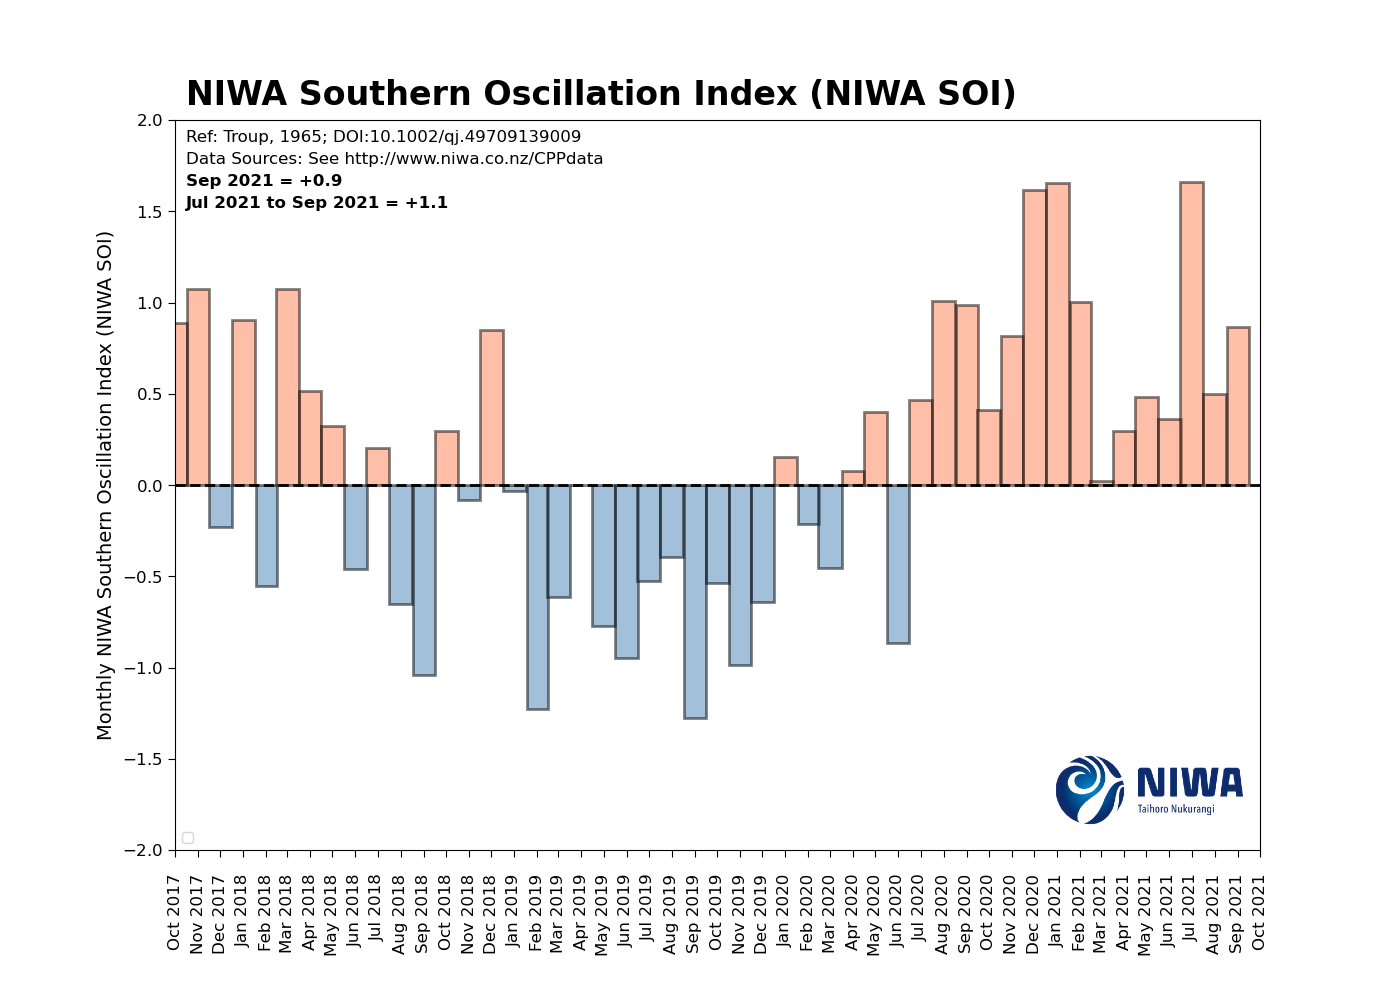 NIWA Southern Oscillation Index (NIWA SOI)
Ref: Troup, 1965; DOI:10.1002/qj.49709139009
Data Sources: See http://www.niwa.co.nz/CPPdata
Sep 2021 = +0.9
Jul 2021 to Sep 2021 = +1.1
Monthly NIWA Southern Oscillation Index (NIWA SOI)
2.0
1.5
1.0
0.5
0.0
−0.5
−1.0
−1.5
−2.0
NIWA
Taihoro Nukurangi
Oct 2017
Nov 2017
Dec 2017
Jan 2018
Feb 2018
Mar 2018
Apr 2018
May 2018
Jun 2018
Jul 2018
Aug 2018
Sep 2018
Oct 2018
Nov 2018
Dec 2018
Jan 2019
Feb 2019
Mar 2019
Apr 2019
May 2019
Jun 2019
Jul 2019
Aug 2019
Sep 2019
Oct 2019
Nov 2019
Dec 2019
Jan 2020
Feb 2020
Mar 2020
Apr 2020
May 2020
Jun 2020
Jul 2020
Aug 2020
Sep 2020
Oct 2020
Nov 2020
Dec 2020
Jan 2021
Feb 2021
Mar 2021
Apr 2021
May 2021
Jun 2021
Jul 2021
Aug 2021
Sep 2021
Oct 2021